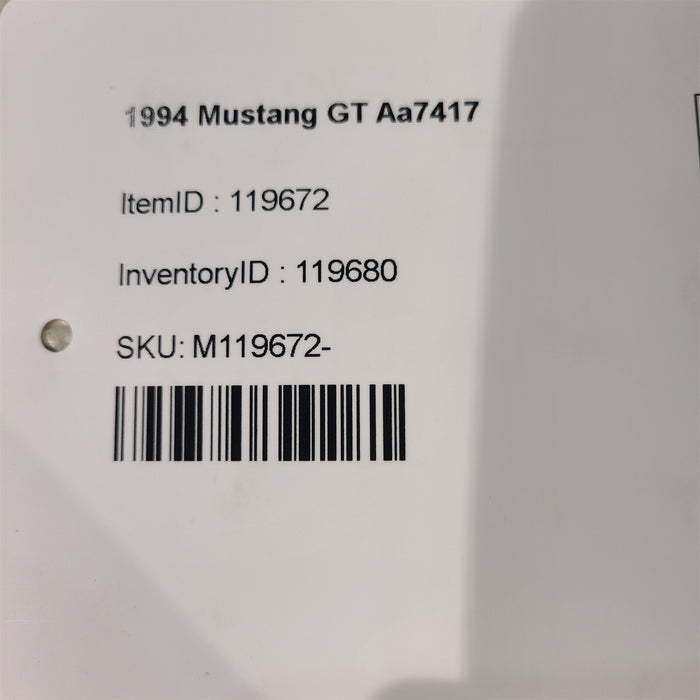 1994 Mustang GT Aa7417
ItemID : 119672
InventoryID : 119680
SKU: M119672-